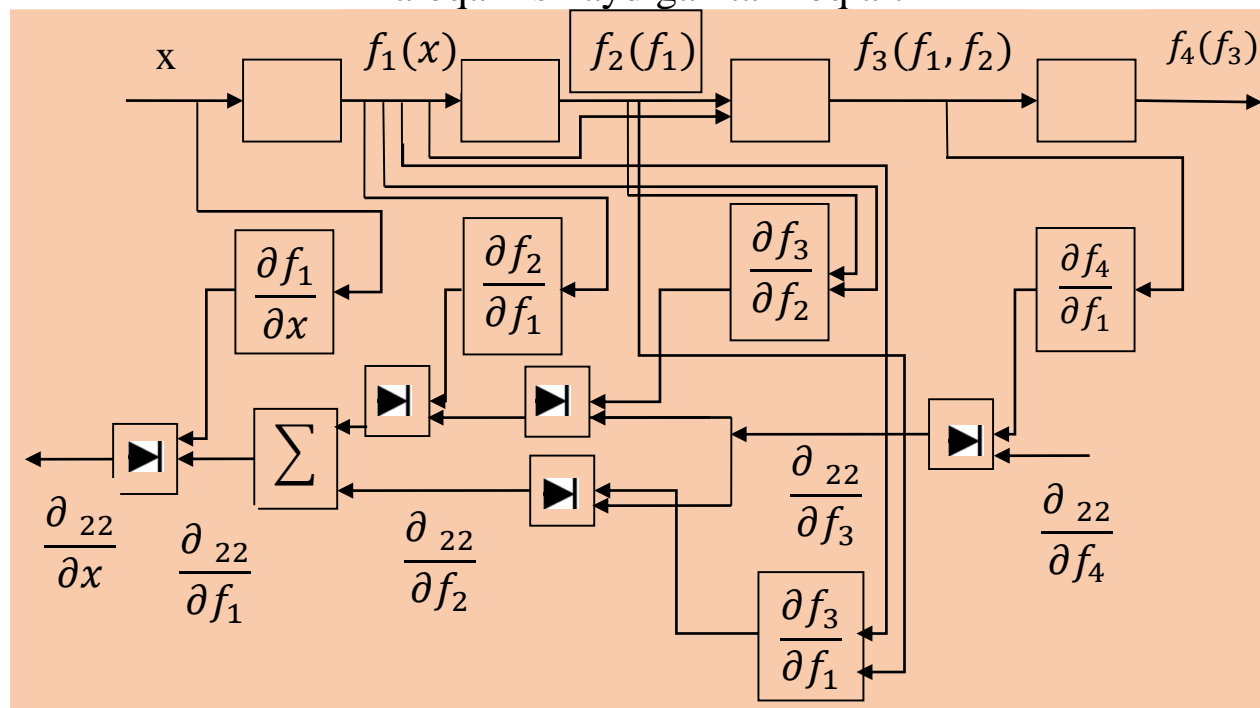 x f₁(x) f₂(f₁) f₃(f₁, f₂) f₄(f₃)
∂f₁/∂x
∂f₂/∂f₁
∂f₃/∂f₂
∂f₄/∂f₁
∑
∂ ₂₂/∂x
∂ ₂₂/∂f₁
∂ ₂₂/∂f₂
∂ ₂₂/∂f₃
∂ ₂₂/∂f₄
∂f₃/∂f₁